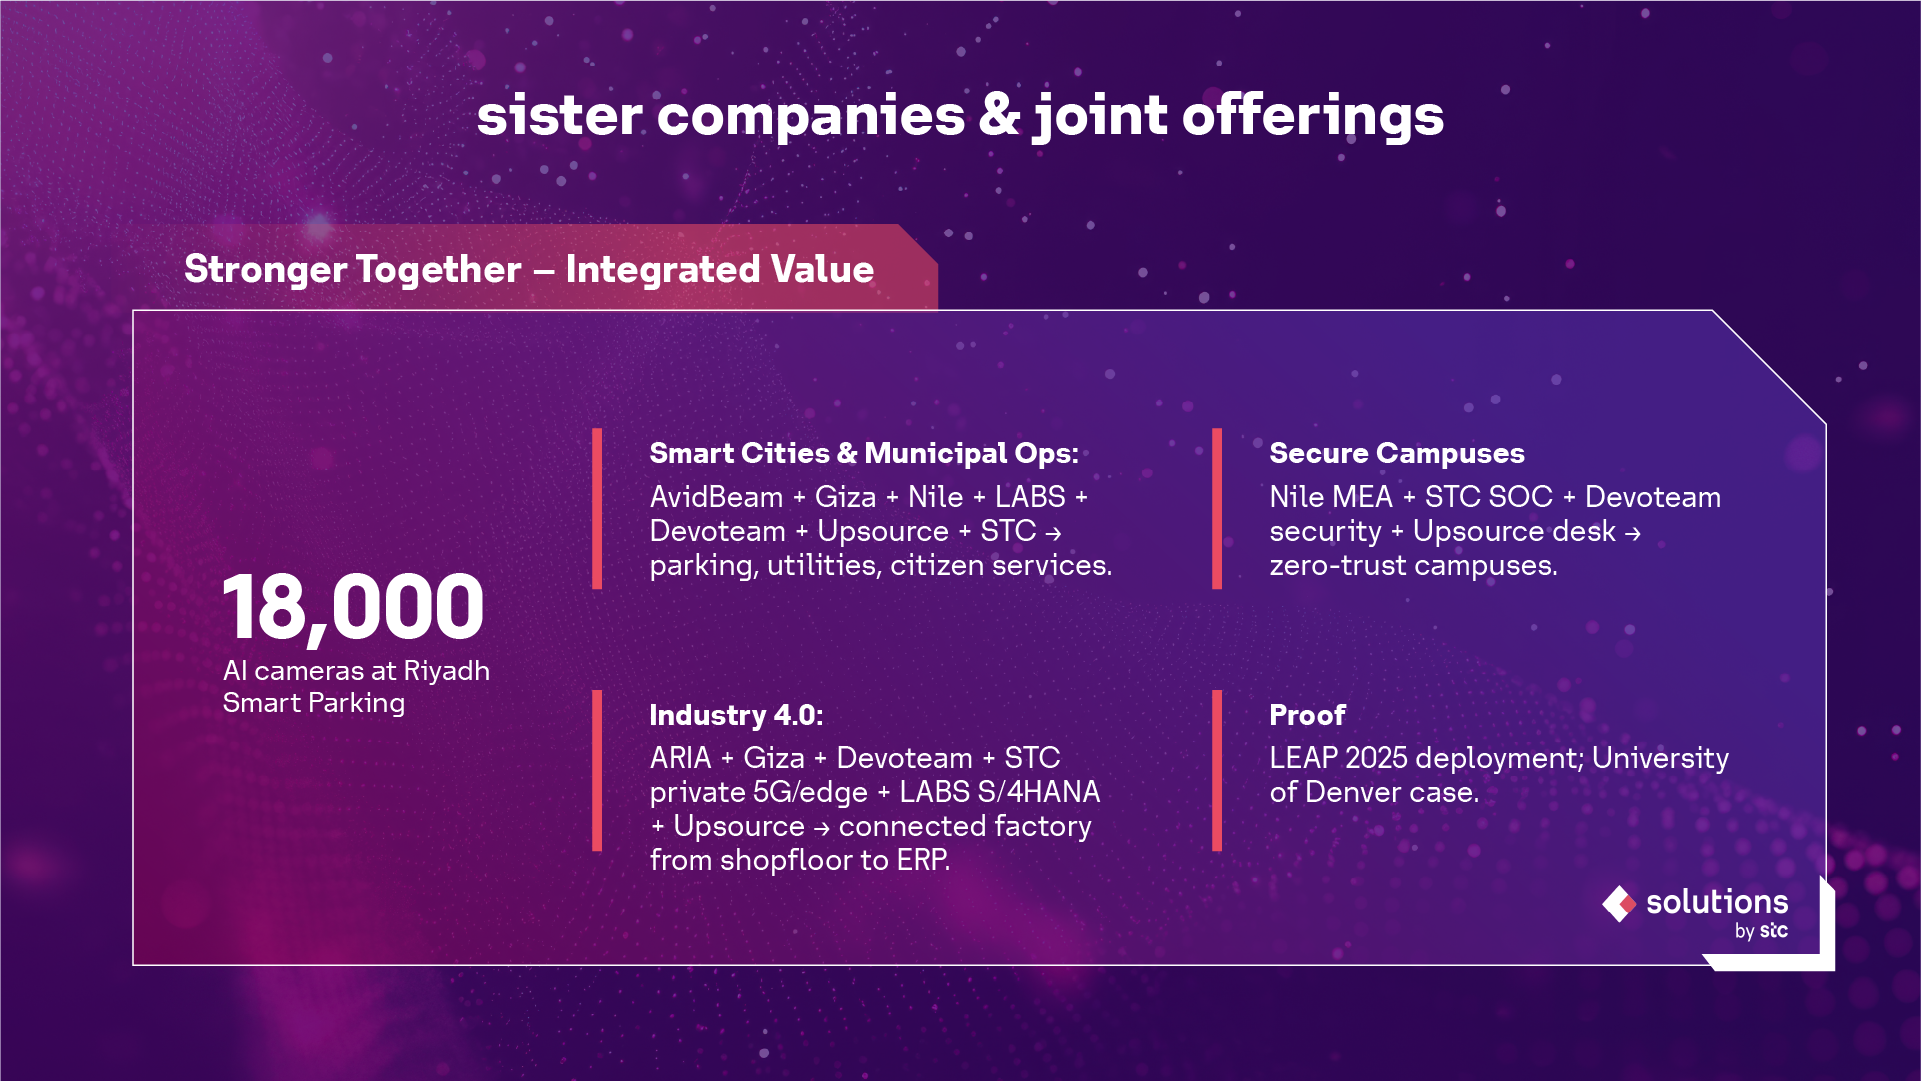 sister companies & joint offerings
Stronger Together – Integrated Value
18,000
AI cameras at Riyadh
Smart Parking
Smart Cities & Municipal Ops:
AvidBeam + Giza + Nile + LABS +
Devoteam + Upsource + STC →
parking, utilities, citizen services.
Secure Campuses
Nile MEA + STC SOC + Devoteam
security + Upsource desk →
zero-trust campuses.
Industry 4.0:
ARIA + Giza + Devoteam + STC
private 5G/edge + LABS S/4HANA
+ Upsource → connected factory
from shopfloor to ERP.
Proof
LEAP 2025 deployment; University
of Denver case.
solutions
by stc